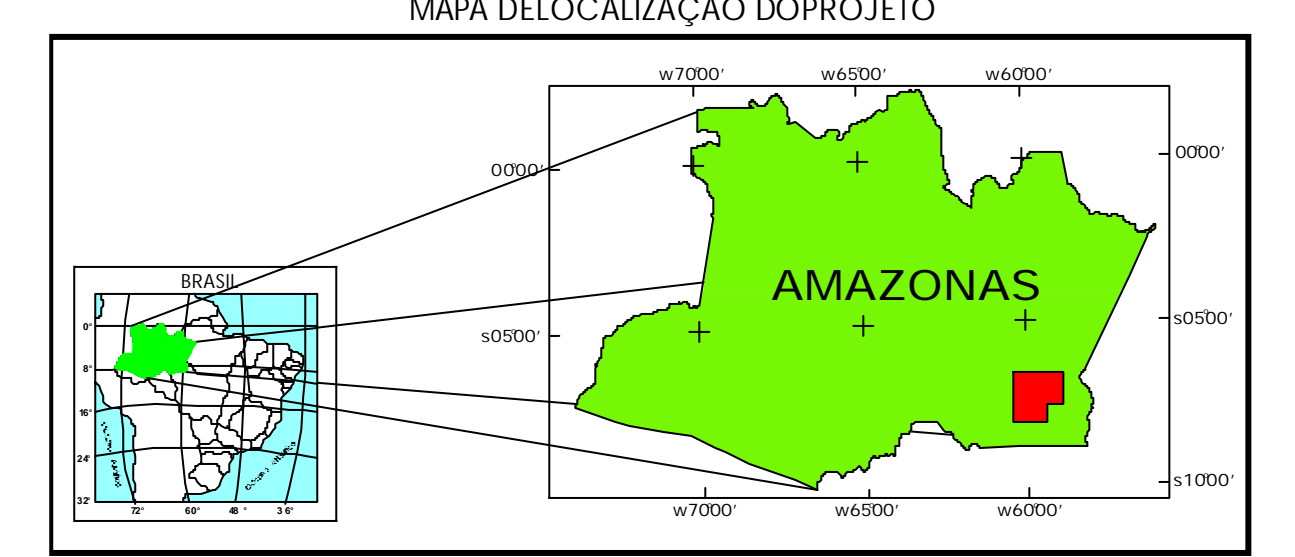 MAPA DELOCALIZAÇÃO DOPROJETO
w70°00' w65°00' w60°00'
00°00' 00°00'
BRASIL
AMAZONAS
0°
s05°00' s05°00'
8°
16°
24°
s10°00'
32°
72° 60° 48° 36°
w70°00' w65°00' w60°00'